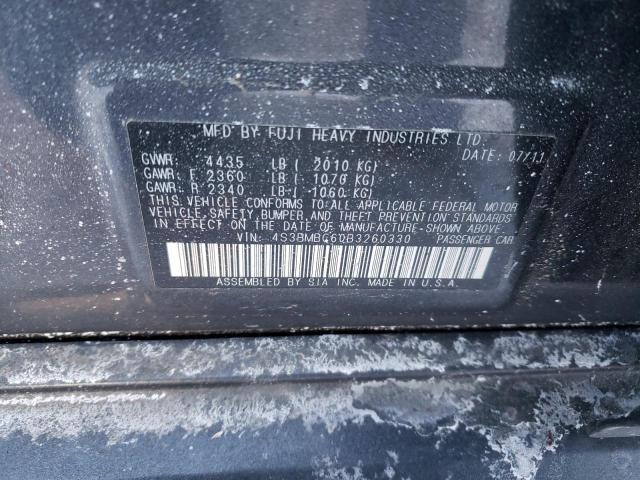 MFD BY FUJI HEAVY INDUSTRIES LTD.
DATE: 07/11
GVWR: 4435 LB ( 2010 KG)
GAWR: F 2360 LB ( 1070 KG)
GAWR: R 2340 LB ( 1060 KG)
THIS VEHICLE CONFORMS TO ALL APPLICABLE FEDERAL MOTOR
VEHICLE SAFETY, BUMPER, AND THEFT PREVENTION STANDARDS
IN EFFECT ON THE DATE OF MANUFACTURE SHOWN ABOVE.
VIN: 4S3BMBC60B3260330 PASSENGER CAR
ASSEMBLED BY SIA INC. MADE IN U.S.A.